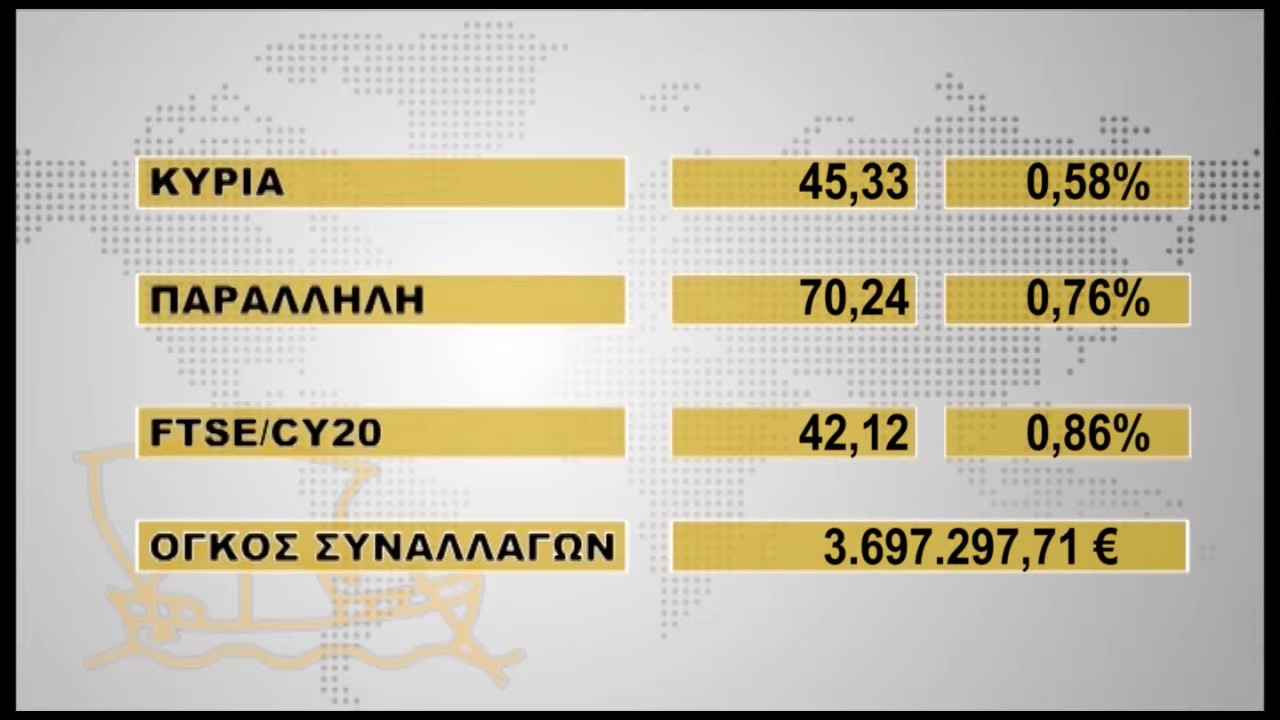 ΚΥΡΙΑ 45,33 0,58%
ΠΑΡΑΛΛΗΛΗ 70,24 0,76%
FTSE/CY20 42,12 0,86%
ΟΓΚΟΣ ΣΥΝΑΛΛΑΓΩΝ 3.697.297,71 €